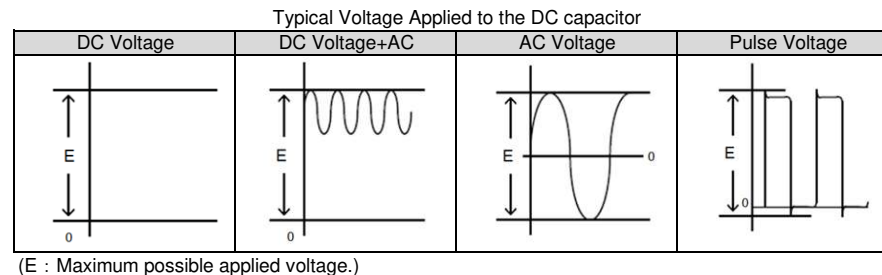 Typical Voltage Applied to the DC capacitor
DC Voltage DC Voltage+AC AC Voltage Pulse Voltage
E E E E
0 0 0 0
(E：Maximum possible applied voltage.)